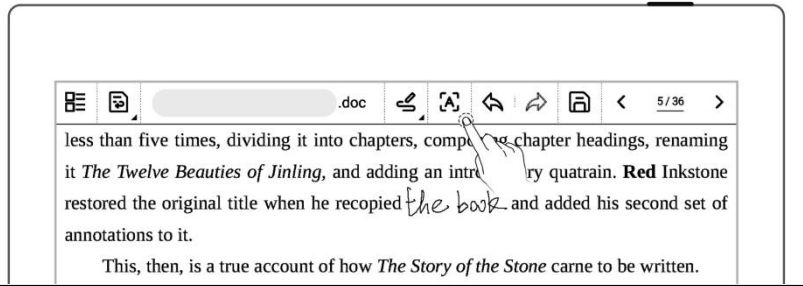 .doc
5/36
less than five times, dividing it into chapters, chapter headings, renaming
it The Twelve Beauties of Jinling, and adding an quatrain. Red Inkstone
restored the original title when he recopied the book and added his second set of
annotations to it.
This, then, is a true account of how The Story of the Stone carne to be written.